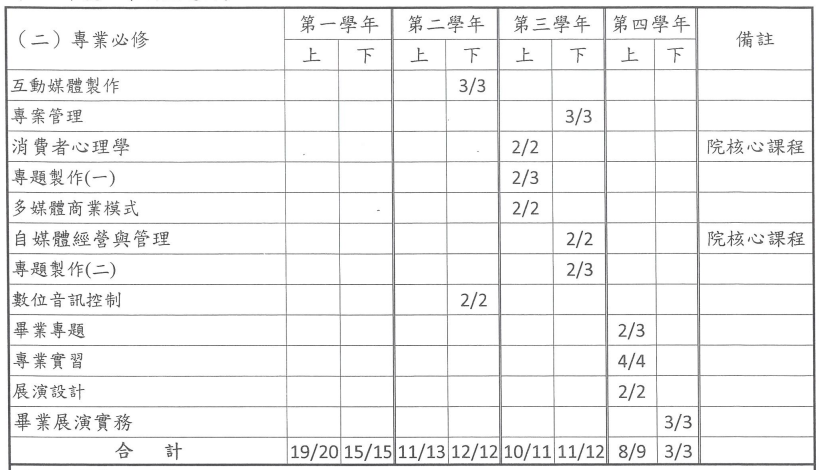 （二）專業必修 第一學年 第二學年 第三學年 第四學年 備註
上 下 上 下 上 下 上 下
互動媒體製作 3/3
專案管理 3/3
消費者心理學 2/2 院核心課程
專題製作(一) 2/3
多媒體商業模式 2/2
自媒體經營與管理 2/2 院核心課程
專題製作(二) 2/3
數位音訊控制 2/2
畢業專題 2/3
專業實習 4/4
展演設計 2/2
畢業展演實務 3/3
合 計 19/20 15/15 11/13 12/12 10/11 11/12 8/9 3/3